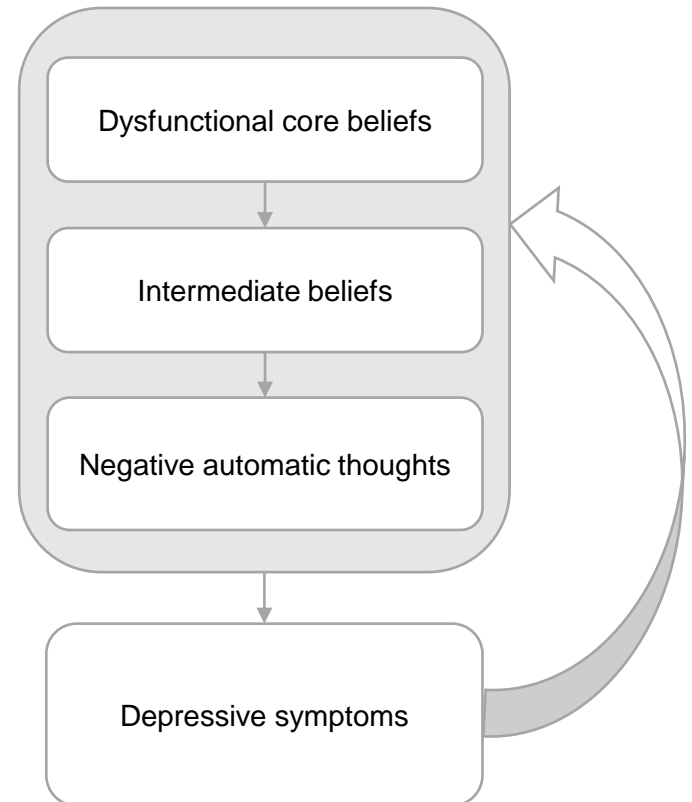 Dysfunctional core beliefs
Intermediate beliefs
Negative automatic thoughts
Depressive symptoms